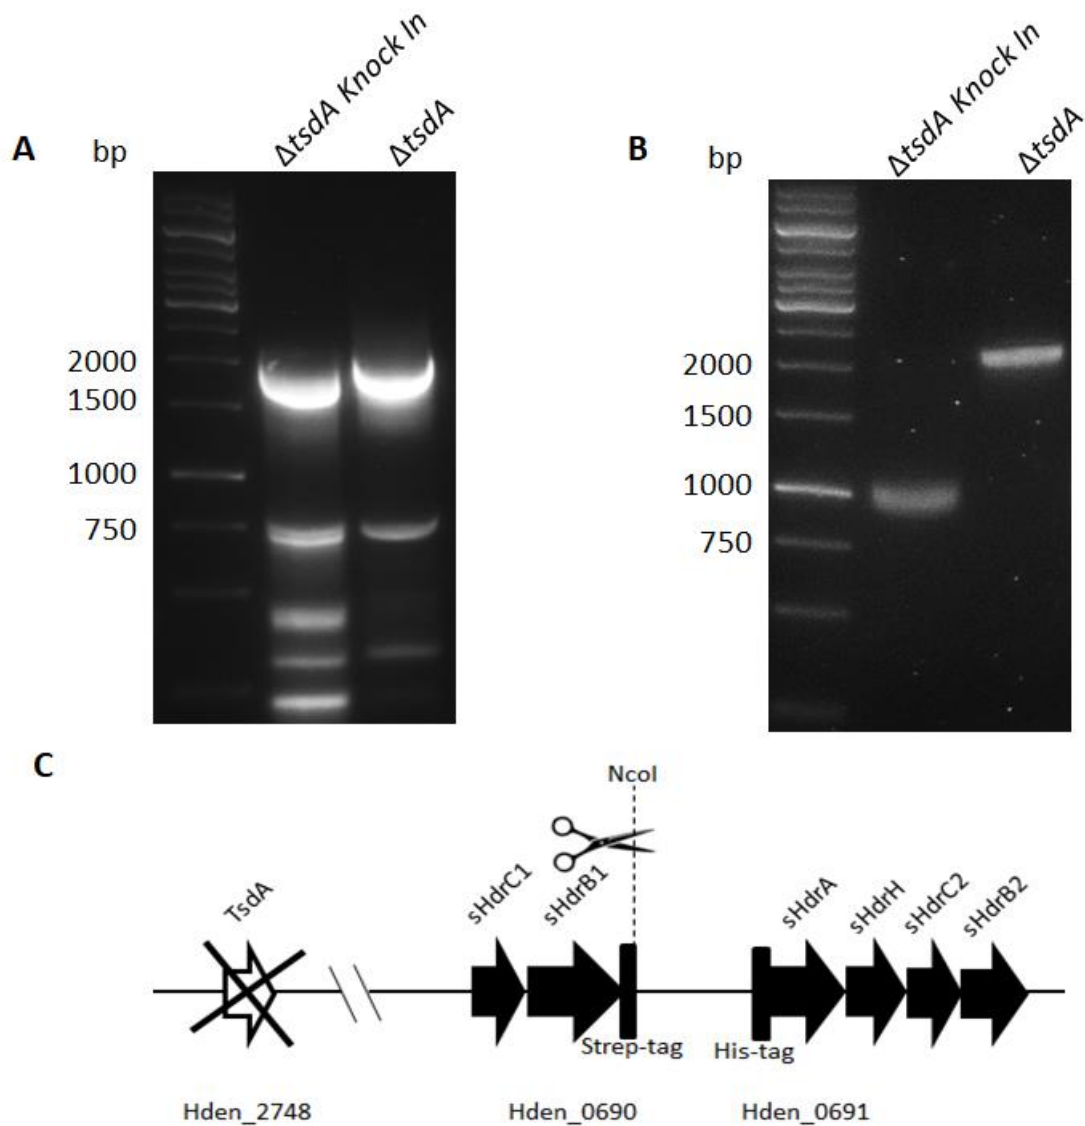 A
bp
ΔtsdA Knock In
ΔtsdA
2000
1500
1000
750
B
bp
ΔtsdA Knock In
ΔtsdA
2000
1500
1000
750
C
NcoI
TsdA
sHdrC1
sHdrB1
sHdrA
sHdrH
sHdrC2
sHdrB2
Strep-tag
His-tag
Hden_2748
Hden_0690
Hden_0691